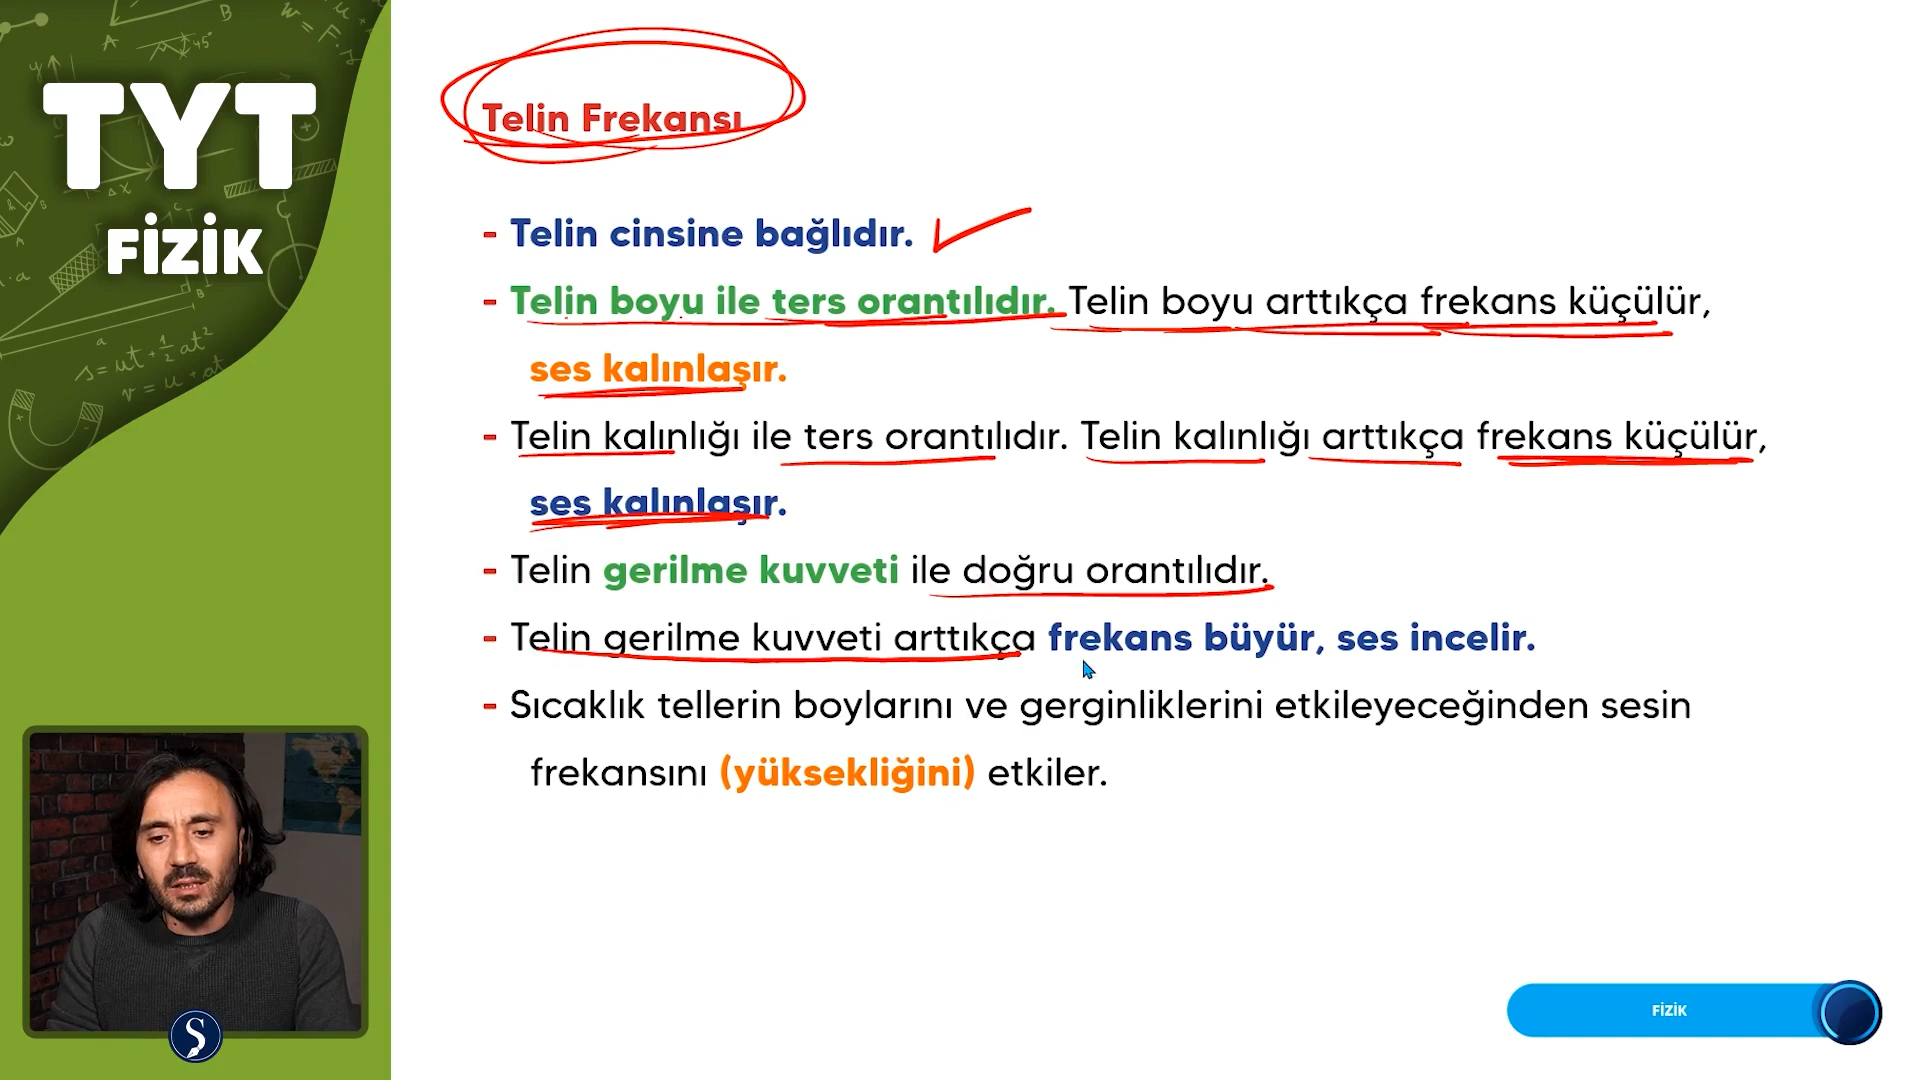 TYT
FİZİK
Telin Frekansı
- Telin cinsine bağlıdır.
- Telin boyu ile ters orantılıdır. Telin boyu arttıkça frekans küçülür,
ses kalınlaşır.
- Telin kalınlığı ile ters orantılıdır. Telin kalınlığı arttıkça frekans küçülür,
ses kalınlaşır.
- Telin gerilme kuvveti ile doğru orantılıdır.
- Telin gerilme kuvveti arttıkça frekans büyür, ses incelir.
- Sıcaklık tellerin boylarını ve gerginliklerini etkileyeceğinden sesin
frekansını (yüksekliğini) etkiler.
FİZİK
S